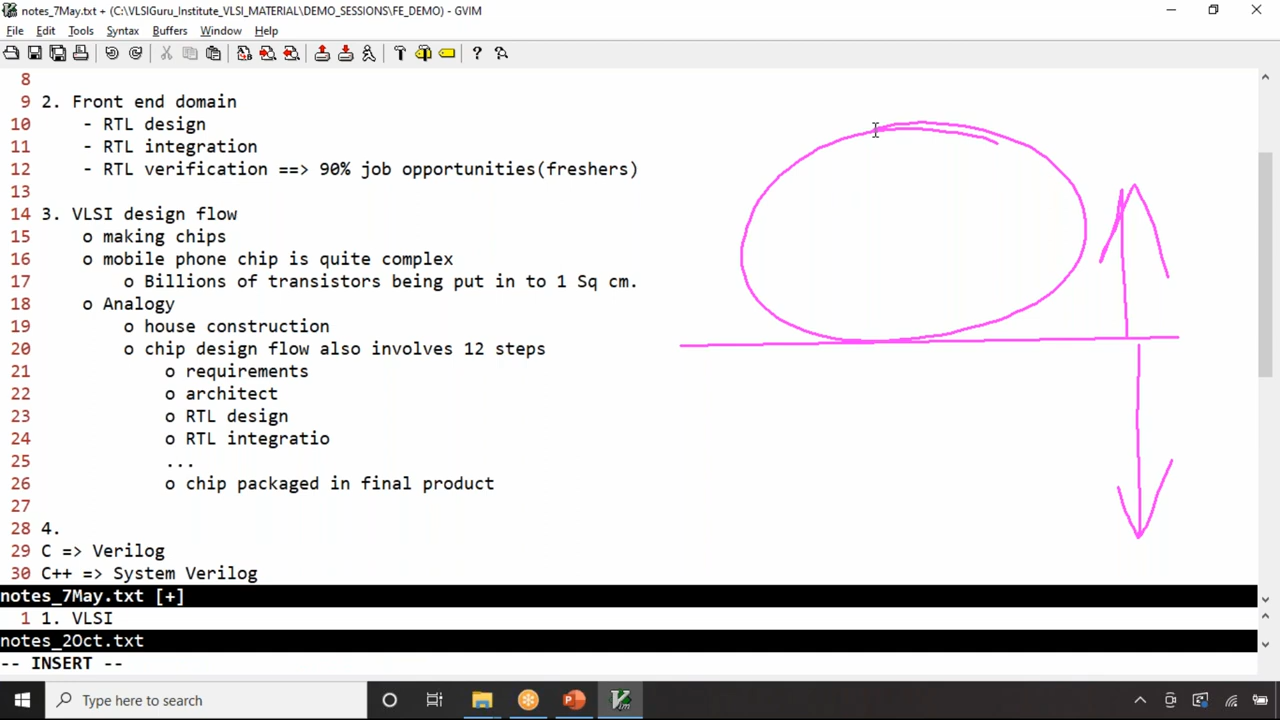 notes_7May.txt + (C:\VLSIGuru_Institute_VLSI_MATERIAL\DEMO_SESSIONS\FE_DEMO) - GVIM
File Edit Tools Syntax Buffers Window Help
8
9 2. Front end domain
10 - RTL design
11 - RTL integration
12 - RTL verification ==> 90% job opportunities(freshers)
13
14 3. VLSI design flow
15 o making chips
16 o mobile phone chip is quite complex
17 o Billions of transistors being put in to 1 Sq cm.
18 o Analogy
19 o house construction
20 o chip design flow also involves 12 steps
21 o requirements
22 o architect
23 o RTL design
24 o RTL integratio
25 ...
26 o chip packaged in final product
27
28 4.
29 C => Verilog
30 C++ => System Verilog
notes_7May.txt [+]
1 1. VLSI
notes_2Oct.txt
-- INSERT --
Type here to search